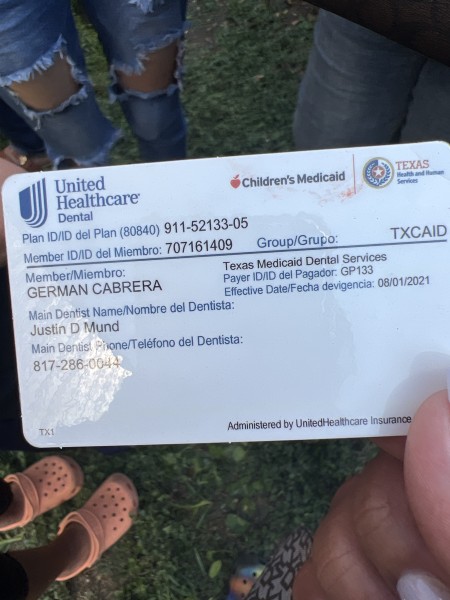 United
Healthcare®
Dental
Children's Medicaid
TEXAS
Health and Human
Services
Plan ID/ID del Plan (80840) 911-52133-05
Member ID/ID del Miembro: 707161409 Group/Grupo: TXCAID
Member/Miembro:
GERMAN CABRERA
Texas Medicaid Dental Services
Payer ID/ID del Pagador: GP133
Effective Date/Fecha devigencia: 08/01/2021
Main Dentist Name/Nombre del Dentista:
Justin D Mund
Main Dentist Phone/Teléfono del Dentista:
817-286-0044
TX1
Administered by UnitedHealthcare Insurance